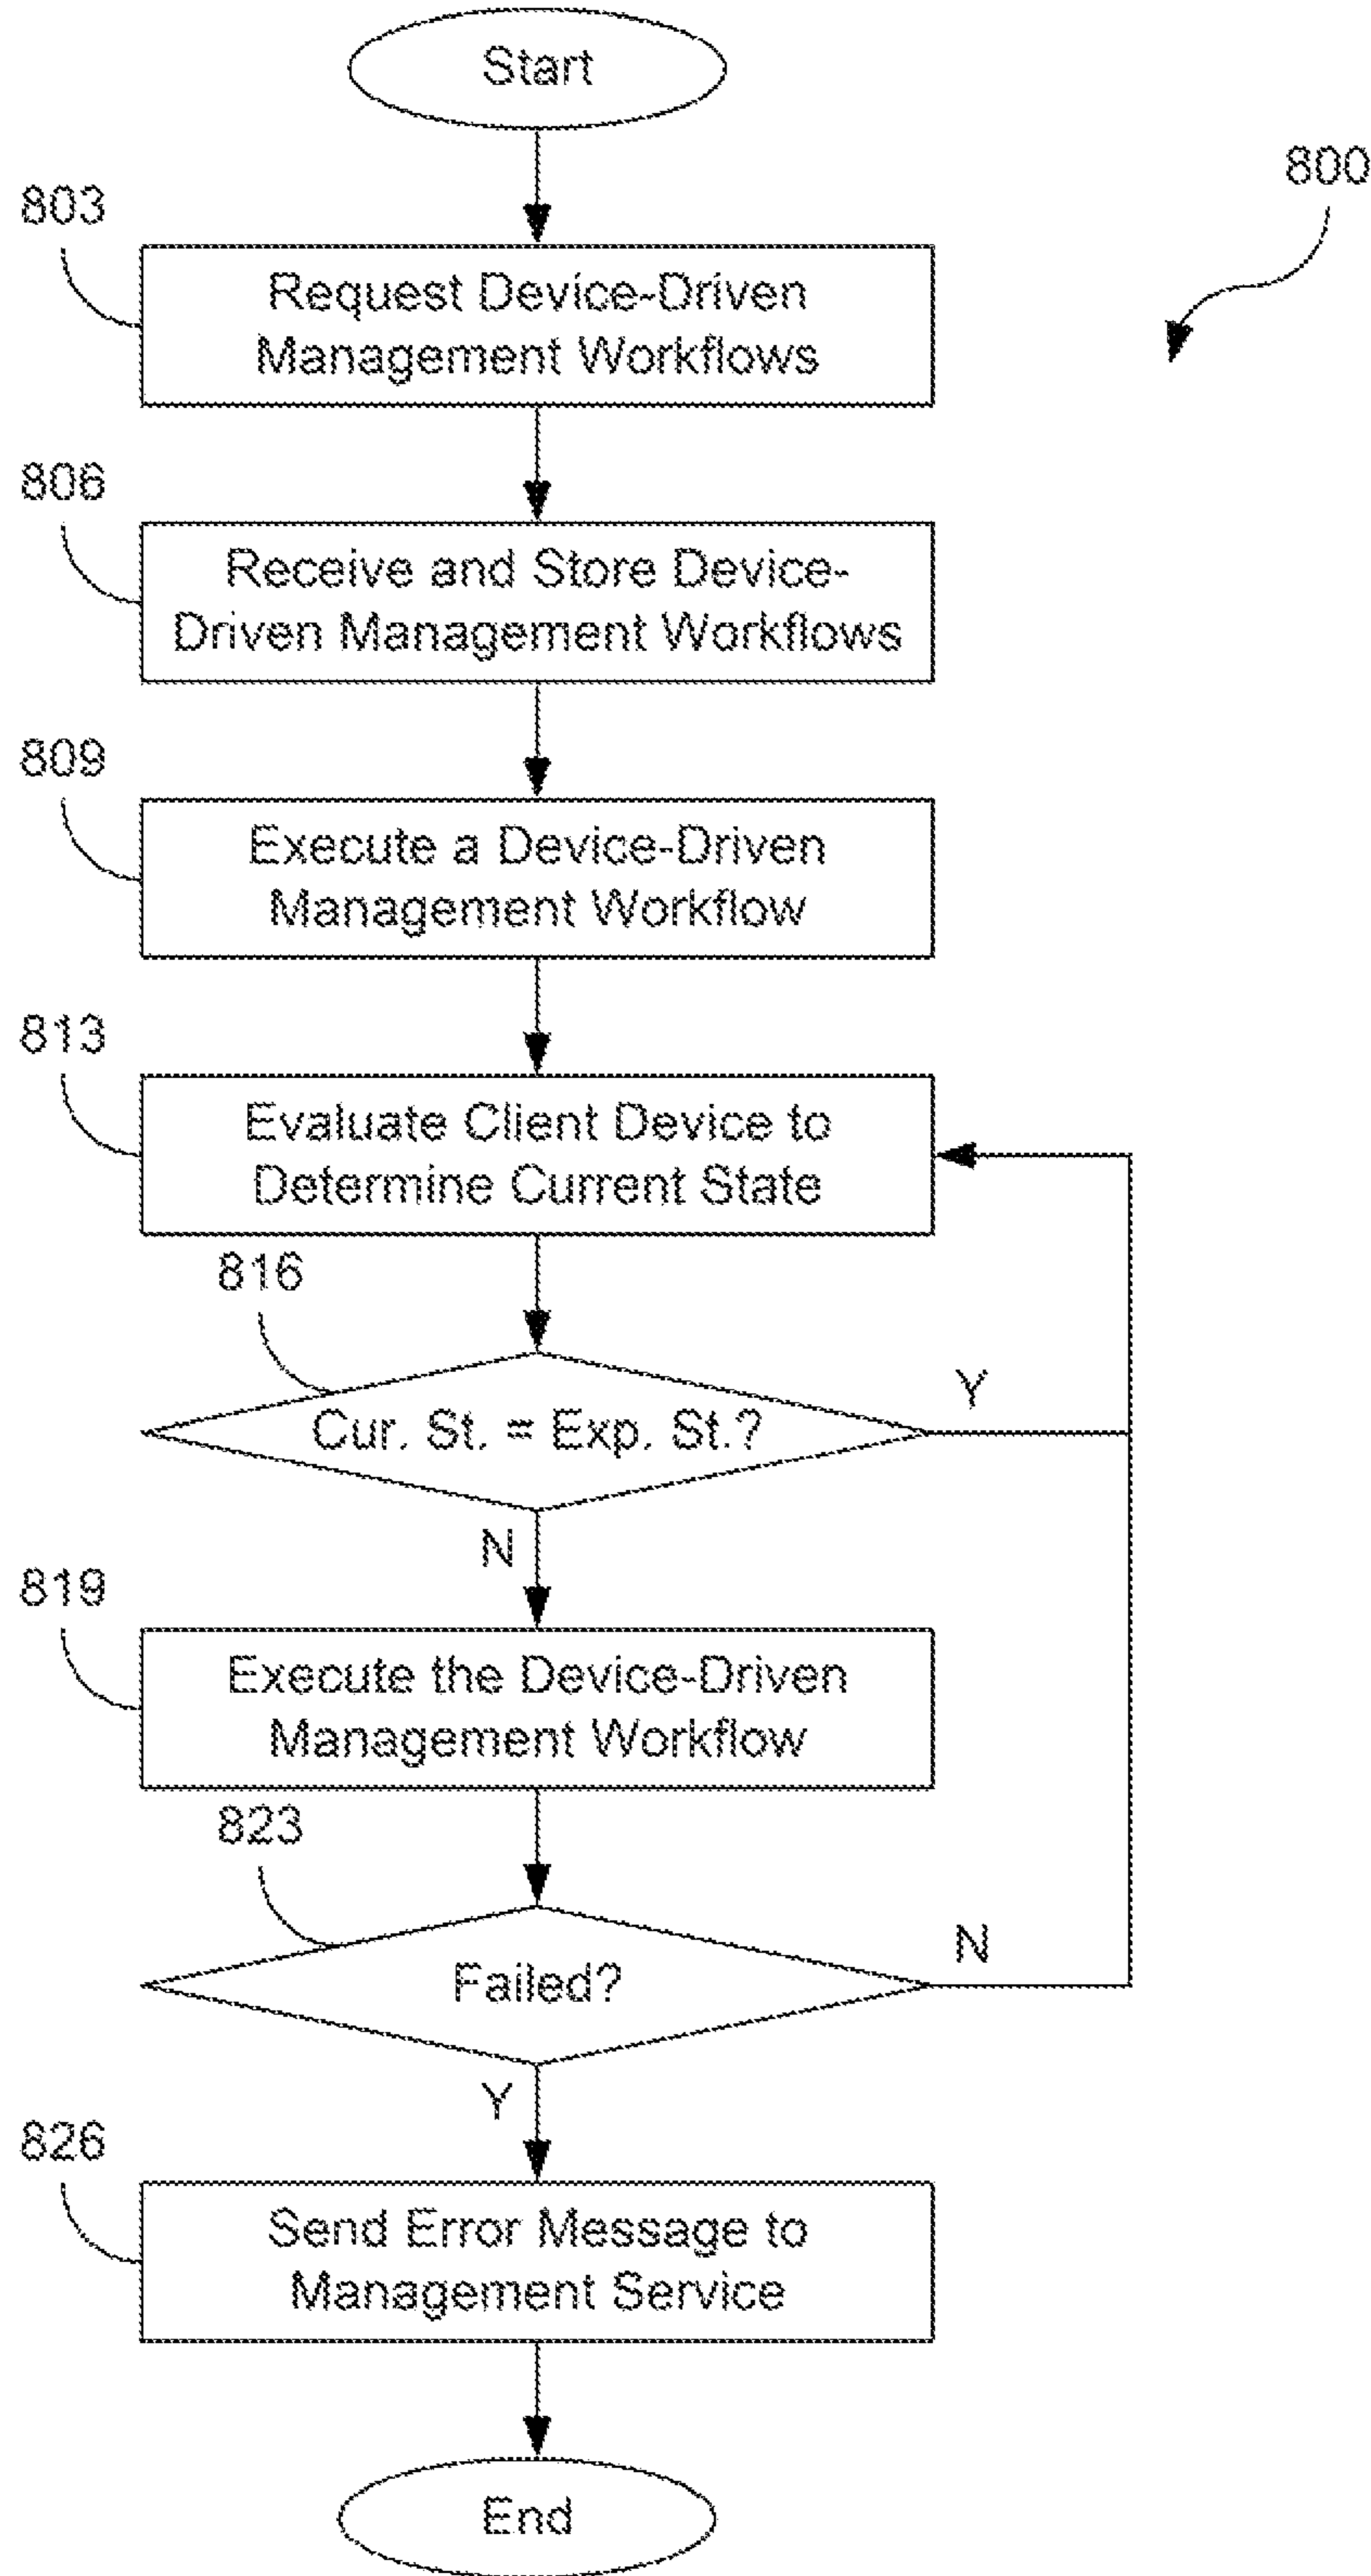 Start
800
803
Request Device-Driven
Management Workflows
806
Receive and Store Device-
Driven Management Workflows
809
Execute a Device-Driven
Management Workflow
813
Evaluate Client Device to
Determine Current State
816
Cur. St. = Exp. St.?
Y
N
819
Execute the Device-Driven
Management Workflow
823
Failed?
N
Y
826
Send Error Message to
Management Service
End